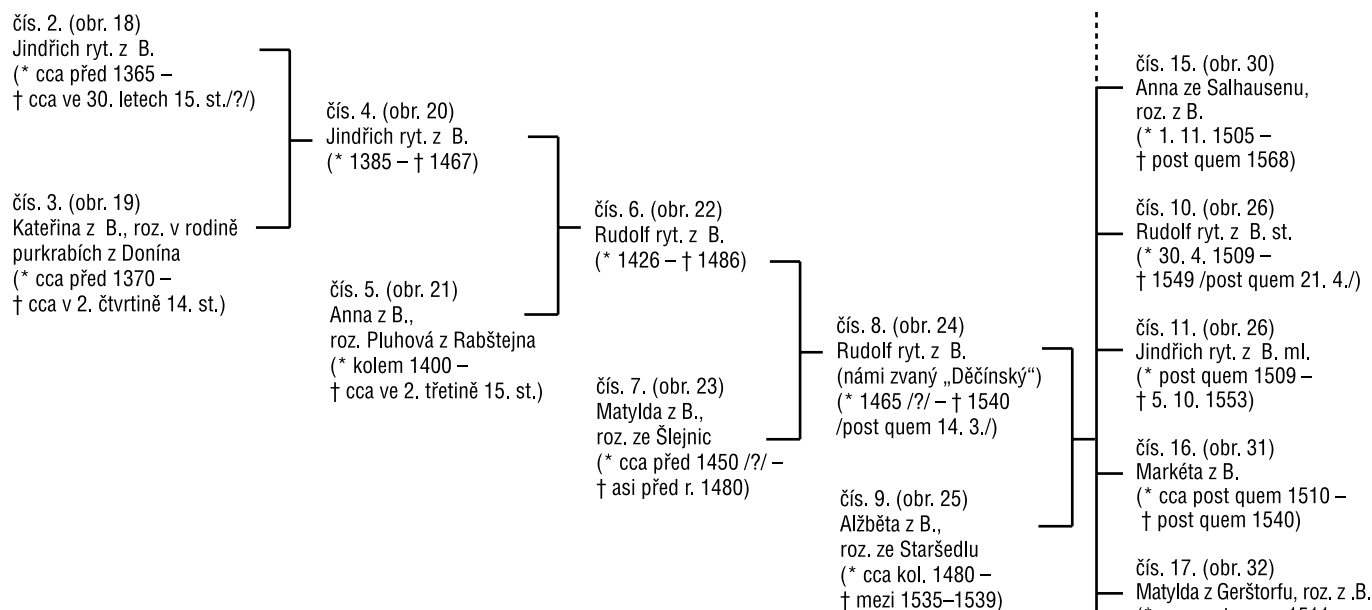 čís. 2. (obr. 18)
Jindřich ryt. z B.
(* cca před 1365 –
† cca ve 30. letech 15. st./?/)
čís. 3. (obr. 19)
Kateřina z B., roz. v rodině
purkrabích z Donína
(* cca před 1370 –
† cca v 2. čtvrtině 14. st.)
čís. 4. (obr. 20)
Jindřich ryt. z B.
(* 1385 – † 1467)
čís. 5. (obr. 21)
Anna z B.,
roz. Pluhová z Rabštejna
(* kolem 1400 –
† cca ve 2. třetině 15. st.)
čís. 6. (obr. 22)
Rudolf ryt. z B.
(* 1426 – † 1486)
čís. 7. (obr. 23)
Matylda z B.,
roz. ze Šlejnic
(* cca před 1450 /?/ –
† asi před r. 1480)
čís. 8. (obr. 24)
Rudolf ryt. z B.
(námi zvaný „Děčínský“)
(* 1465 /?/ – † 1540
/post quem 14. 3./)
čís. 9. (obr. 25)
Alžběta z B.,
roz. ze Staršedlu
(* cca kol. 1480 –
† mezi 1535–1539)
čís. 15. (obr. 30)
Anna ze Salhausenu,
roz. z B.
(* 1. 11. 1505 –
† post quem 1568)
čís. 10. (obr. 26)
Rudolf ryt. z B. st.
(* 30. 4. 1509 –
† 1549 /post quem 21. 4./)
čís. 11. (obr. 26)
Jindřich ryt. z B. ml.
(* post quem 1509 –
† 5. 10. 1553)
čís. 16. (obr. 31)
Markéta z B.
(* cca post quem 1510 –
† post quem 1540)
čís. 17. (obr. 32)
Matylda z Gerštorfu, roz. z .B.